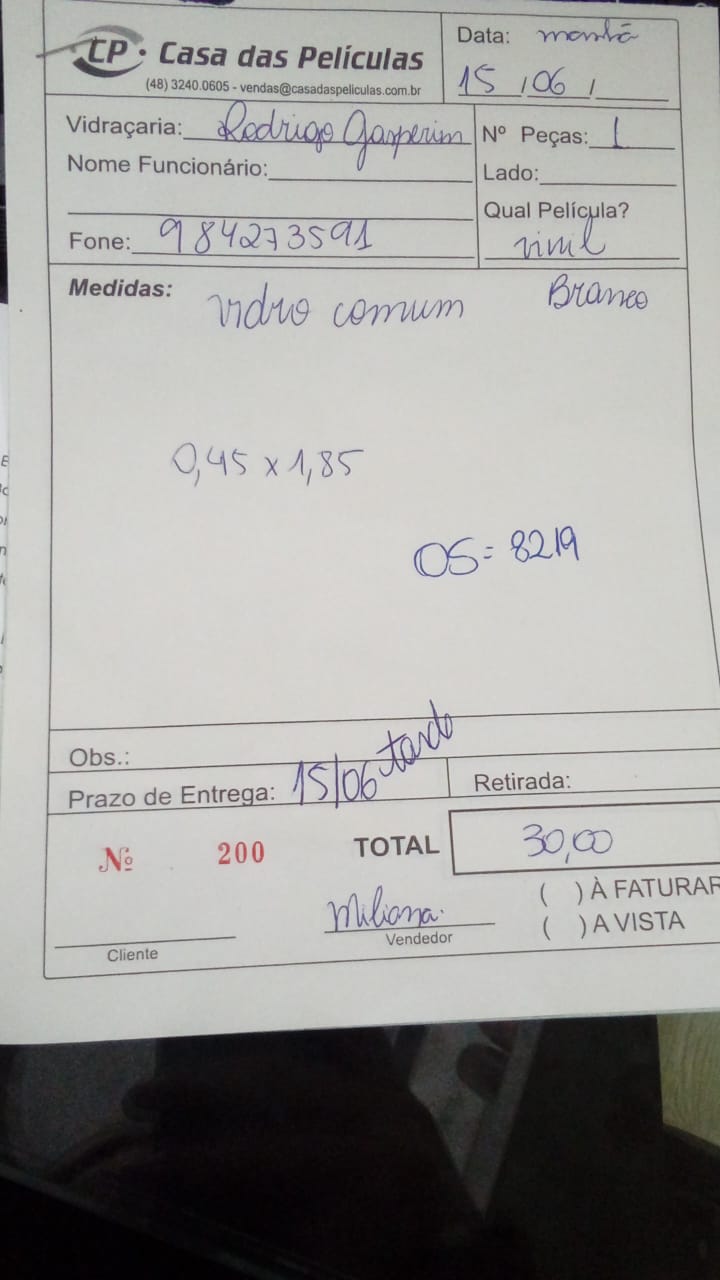 CP · Casa das Películas
(48) 3240.0605 - vendas@casadaspeliculas.com.br
Data: manhã
15 / 06 /
Vidraçaria: Rodrigo Gasperim
Nº Peças: 1
Nome Funcionário:
Lado:
Qual Película?
Fone: 984273591
vinil
Medidas: vidro comum Branco
0,45 x 1,85
OS = 8219
Obs.:
Prazo de Entrega: 15/06 tarde
Retirada:
Nº 200 TOTAL 30,00
( ) À FATURAR
Miliana.
( ) A VISTA
Cliente
Vendedor